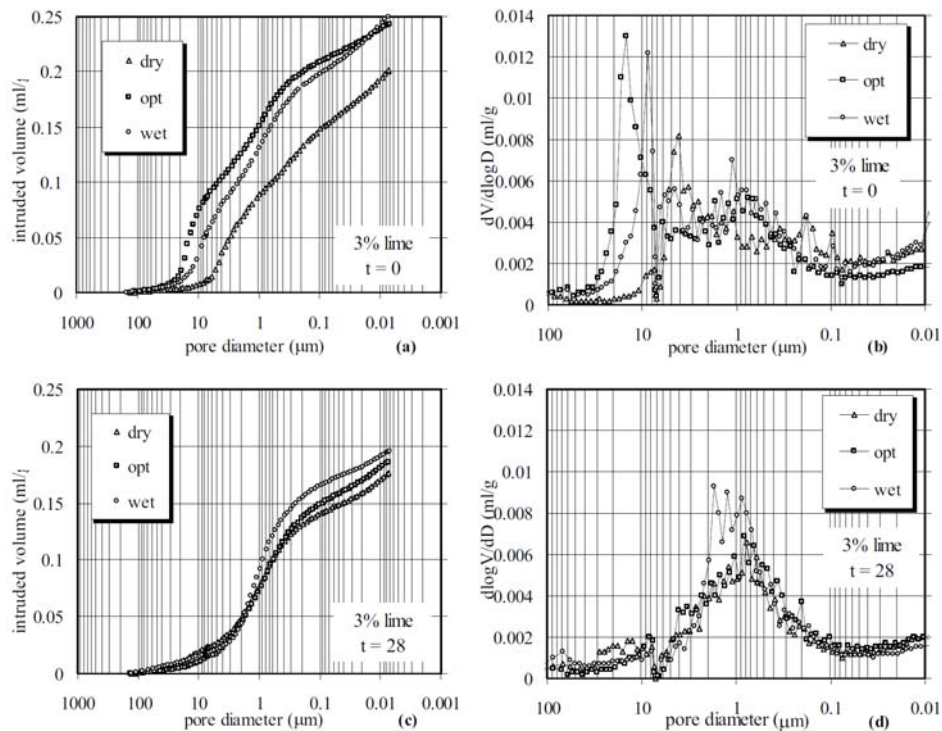 intruded volume (ml/
0.25
0.2
0.15
0.1
0.05
0
dry
opt
wet
3% lime
t = 0
1000 100 10 1 0.1 0.01 0.001
pore diameter (μm) (a)
dV/dlogD (ml/g
0.014
0.012
0.010
0.008
0.006
0.004
0.002
0
dry
opt
wet
3% lime
t = 0
100 10 1 0.1 0.01
pore diameter (μm) (b)
intruded volume (ml/
0.25
0.2
0.15
0.1
0.05
0
dry
opt
wet
3% lime
t = 28
1000 100 10 1 0.1 0.01 0.001
pore diameter (μm) (c)
dlogV/dD (ml/g
0.014
0.012
0.010
0.008
0.006
0.004
0.002
0
dry
opt
wet
3% lime
t = 28
100 10 1 0.1 0.01
pore diameter (μm) (d)